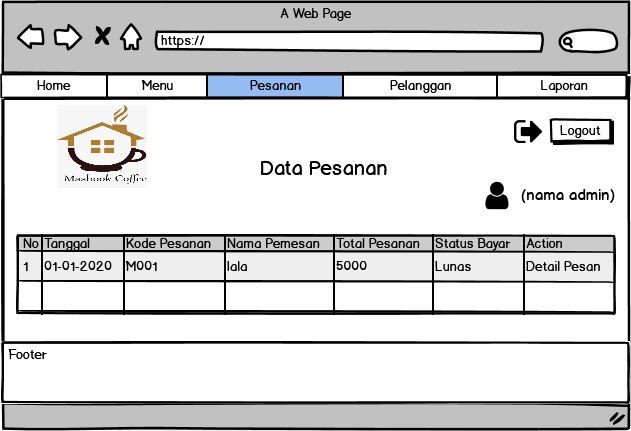 A Web Page
https://
Home Menu Pesanan Pelanggan Laporan
Logout
Masbook Coffee
Data Pesanan
(nama admin)
No Tanggal Kode Pesanan Nama Pemesan Total Pesanan Status Bayar Action
1 01-01-2020 M001 lala 5000 Lunas Detail Pesan
Footer